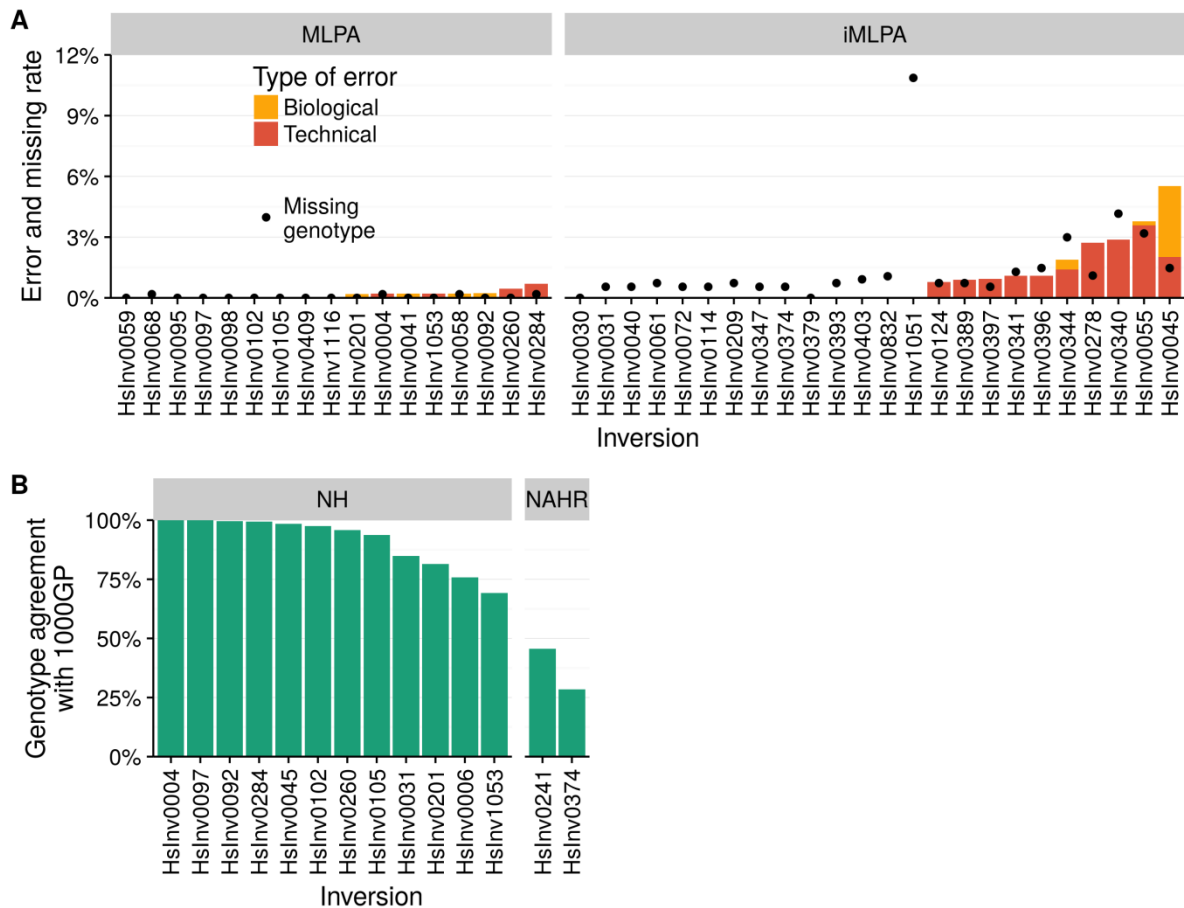 A
MLPA
iMLPA
Error and missing rate
12%
9%
6%
3%
0%
Type of error
Biological
Technical
Missing
genotype
HsInv0059
HsInv0068
HsInv0095
HsInv0097
HsInv0098
HsInv0102
HsInv0105
HsInv0409
HsInv1116
HsInv0201
HsInv0004
HsInv0041
HsInv1053
HsInv0058
HsInv0092
HsInv0260
HsInv0284
HsInv0030
HsInv0031
HsInv0040
HsInv0061
HsInv0072
HsInv0114
HsInv0209
HsInv0347
HsInv0374
HsInv0379
HsInv0393
HsInv0403
HsInv0832
HsInv1051
HsInv0124
HsInv0389
HsInv0397
HsInv0341
HsInv0396
HsInv0344
HsInv0278
HsInv0340
HsInv0055
HsInv0045
Inversion
B
NH
NAHR
Genotype agreement
with 1000GP
100%
75%
50%
25%
0%
HsInv0004
HsInv0097
HsInv0092
HsInv0284
HsInv0045
HsInv0102
HsInv0260
HsInv0105
HsInv0031
HsInv0201
HsInv0006
HsInv1053
HsInv0241
HsInv0374
Inversion